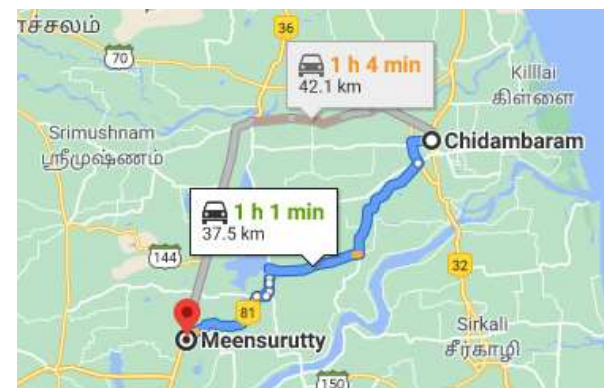 ாச்சலம்
36
70
1 h 4 min
42.1 km
Killlai
கிள்ளை
Srimushnam
ஸ்ரீமுஷ்ணம்
Chidambaram
1 h 1 min
37.5 km
144
32
81
Meensurutty
Sirkali
சீர்காழி
150